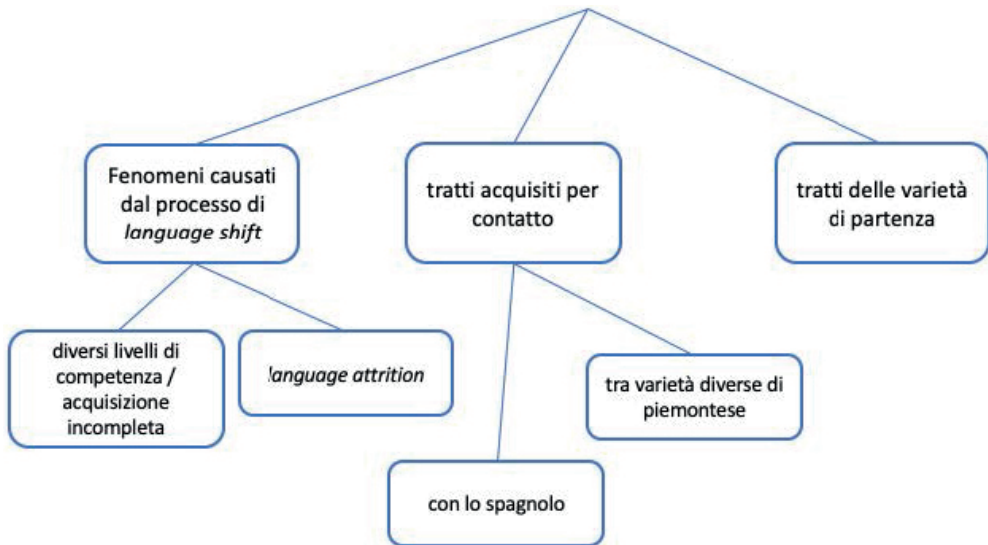 Fenomeni causati
dal processo di
language shift
tratti acquisiti per
contatto
tratti delle varietà
di partenza
diversi livelli di
competenza /
acquisizione
incompleta
language attrition
tra varietà diverse di
piemontese
con lo spagnolo